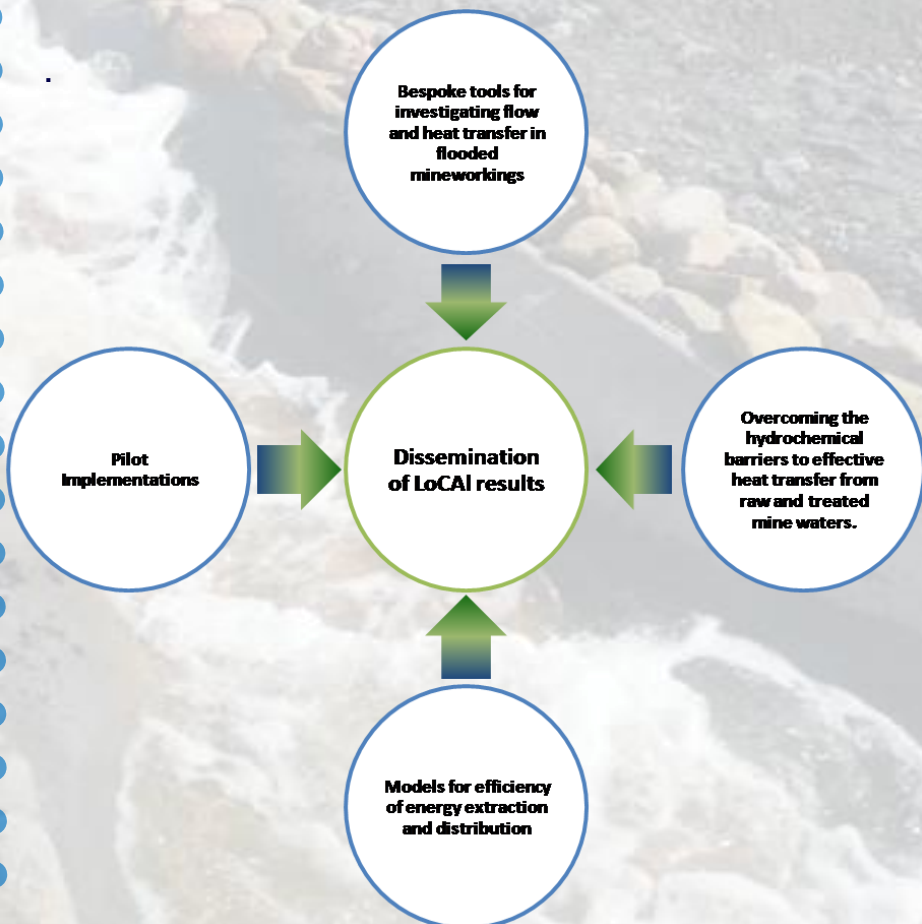 .
Bespoke tools for
investigating flow
and heat transfer in
flooded
mineworkings
Pilot
Implementations
Dissemination
of LoCAl results
Overcoming the
hydrochemical
barriers to effective
heat transfer from
raw and treated
mine waters.
Models for efficiency
of energy extraction
and distribution